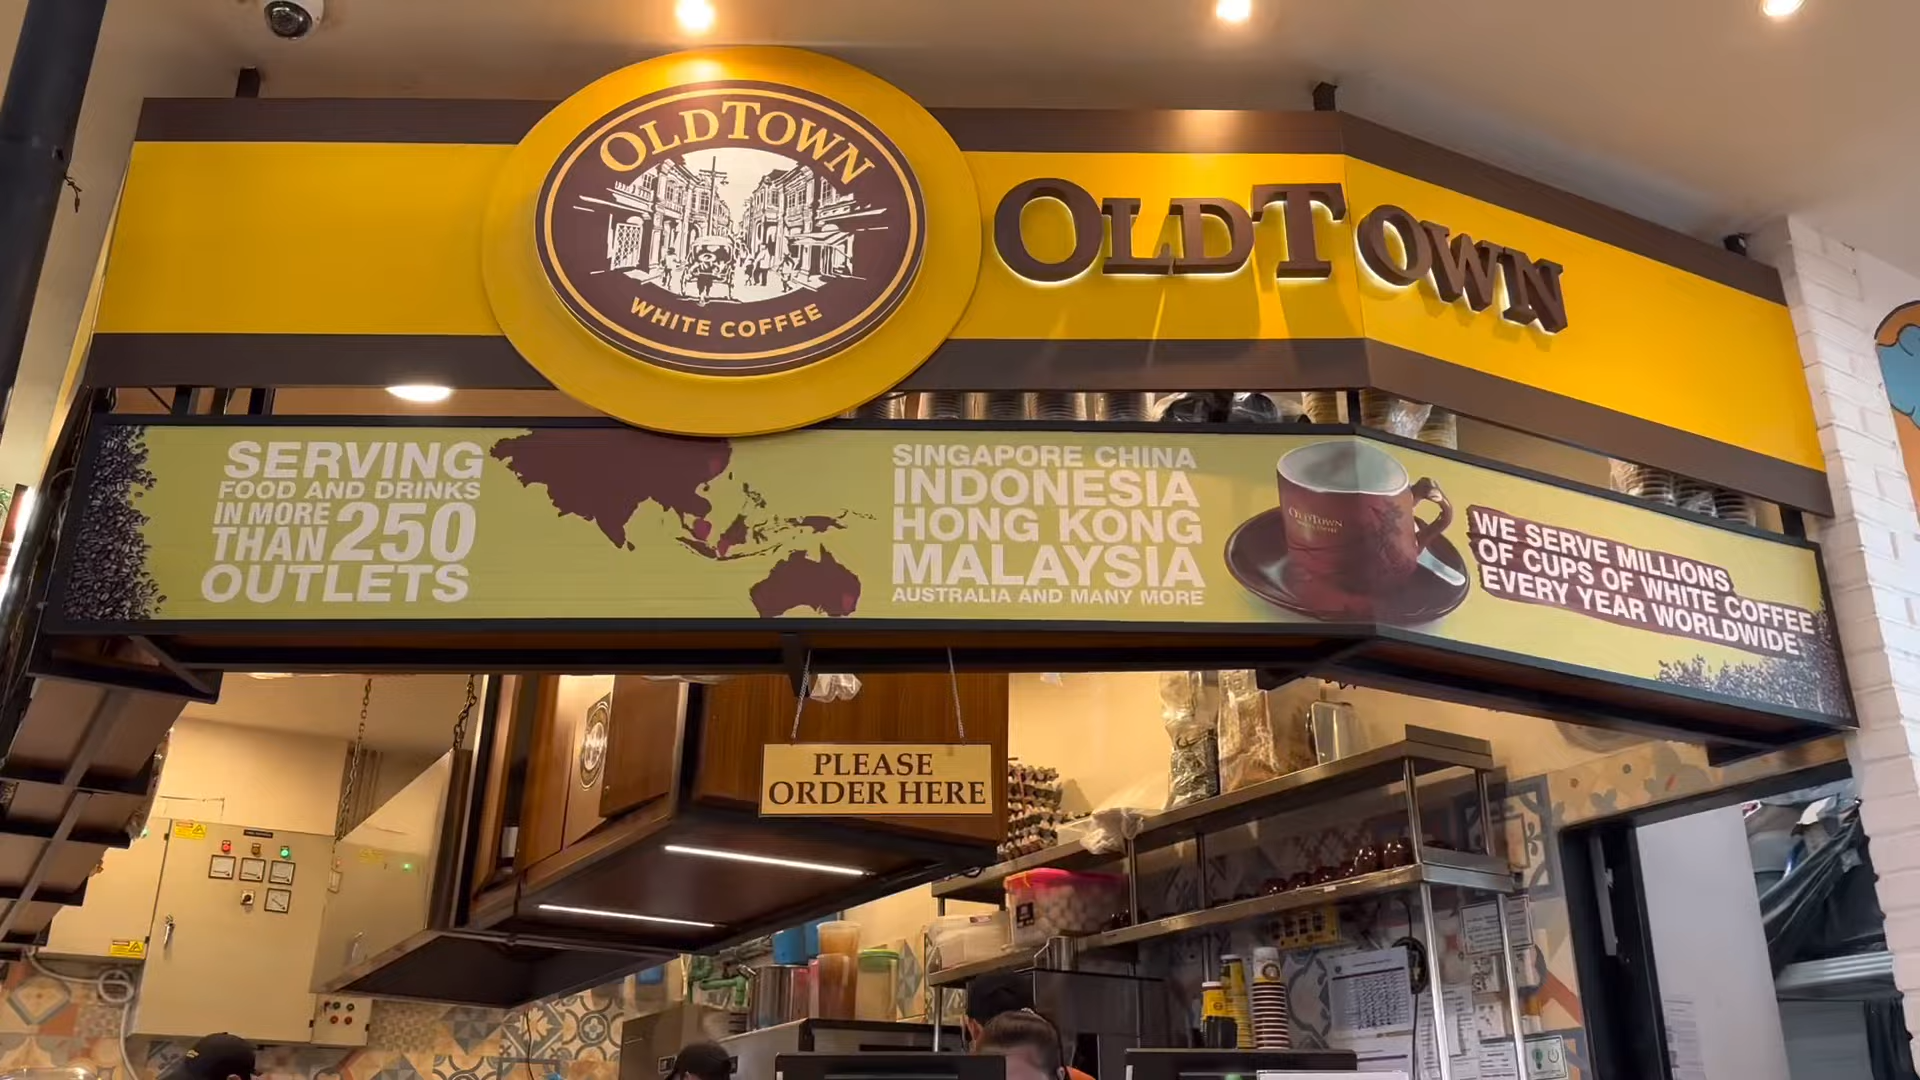 OLDTOWN
WHITE COFFEE
OLDTOWN
SERVING
FOOD AND DRINKS
IN MORE
THAN 250
OUTLETS
SINGAPORE CHINA
INDONESIA
HONG KONG
MALAYSIA
AUSTRALIA AND MANY MORE
OLDTOWN
WE SERVE MILLIONS
OF CUPS OF WHITE COFFEE
EVERY YEAR WORLDWIDE
PLEASE
ORDER HERE